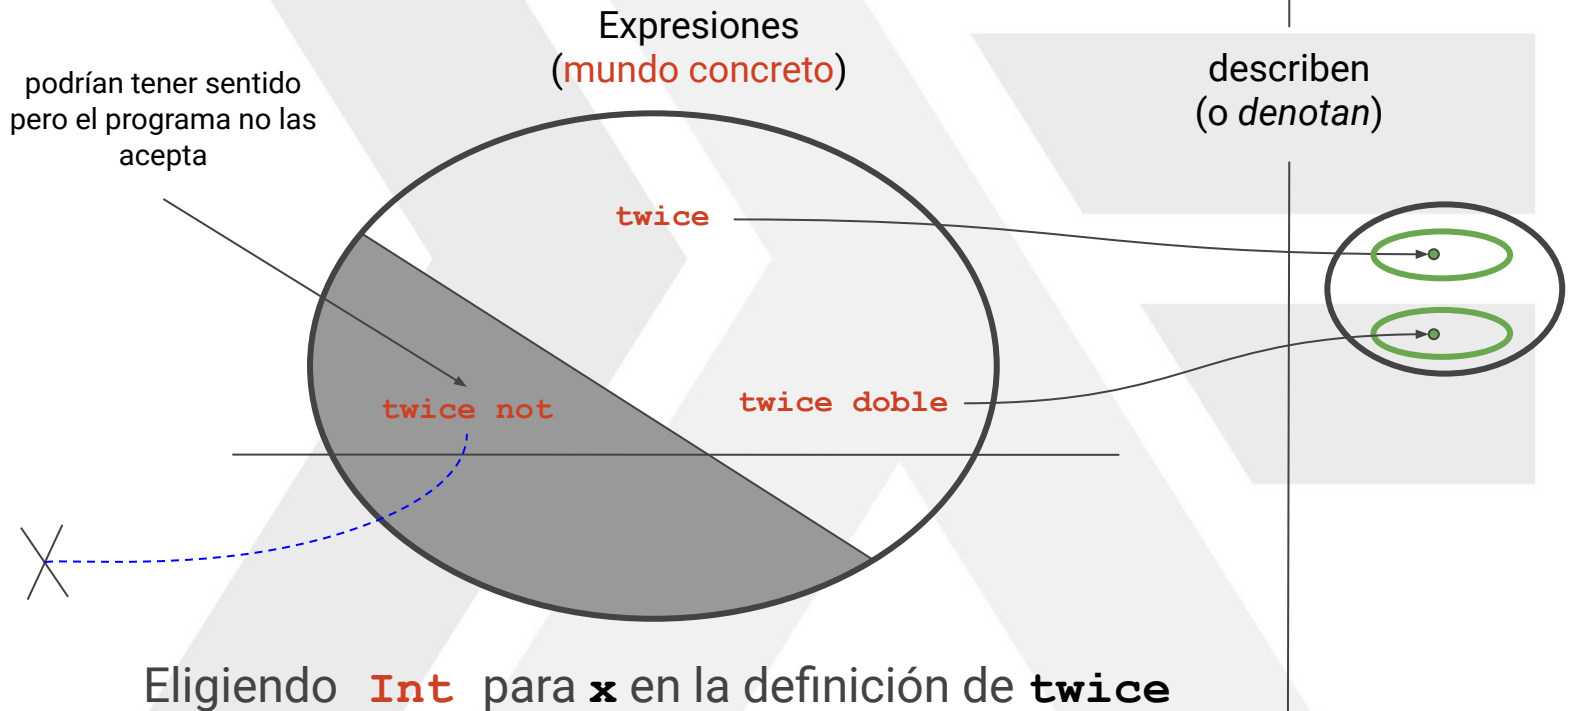 Expresiones
(mundo concreto)
podrían tener sentido
pero el programa no las
acepta
describen
(o denotan)
twice
twice not
twice doble
Eligiendo Int para x en la definición de twice